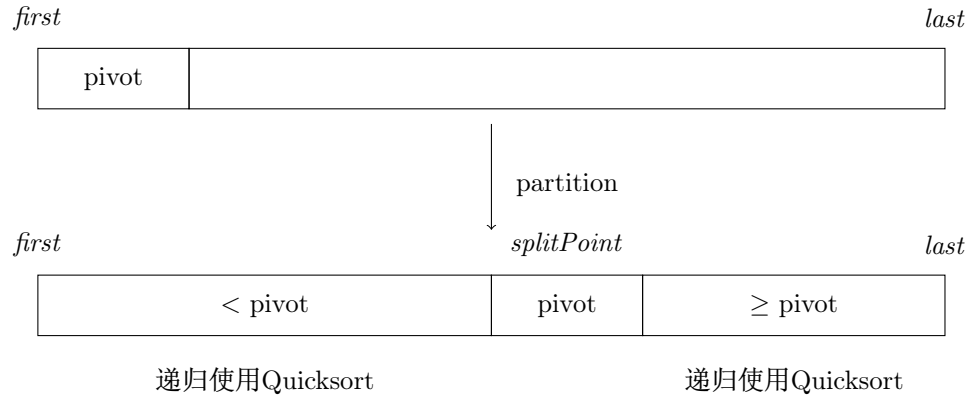 first last
pivot
partition
first splitPoint last
< pivot pivot ≥ pivot
递归使用Quicksort 递归使用Quicksort